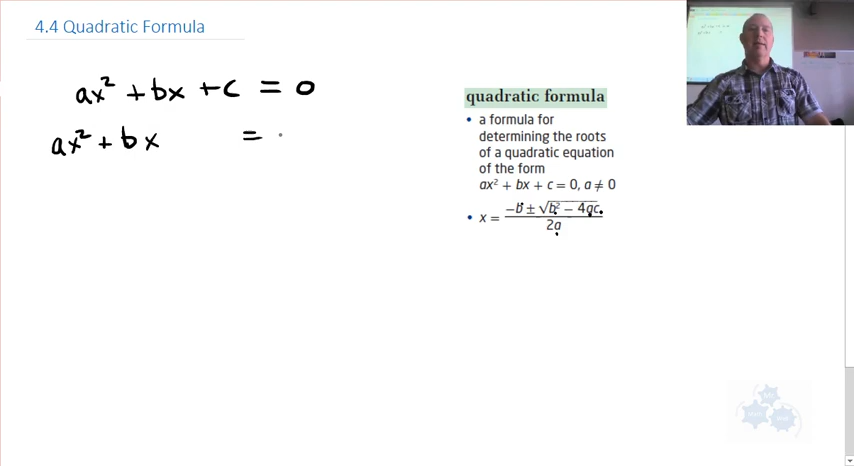 4.4 Quadratic Formula
ax² + bx + c = 0
ax² + bx =
quadratic formula
• a formula for
determining the roots
of a quadratic equation
of the form
ax² + bx + c = 0, a ≠ 0
• x = (-b ± √(b² - 4ac)) / 2a